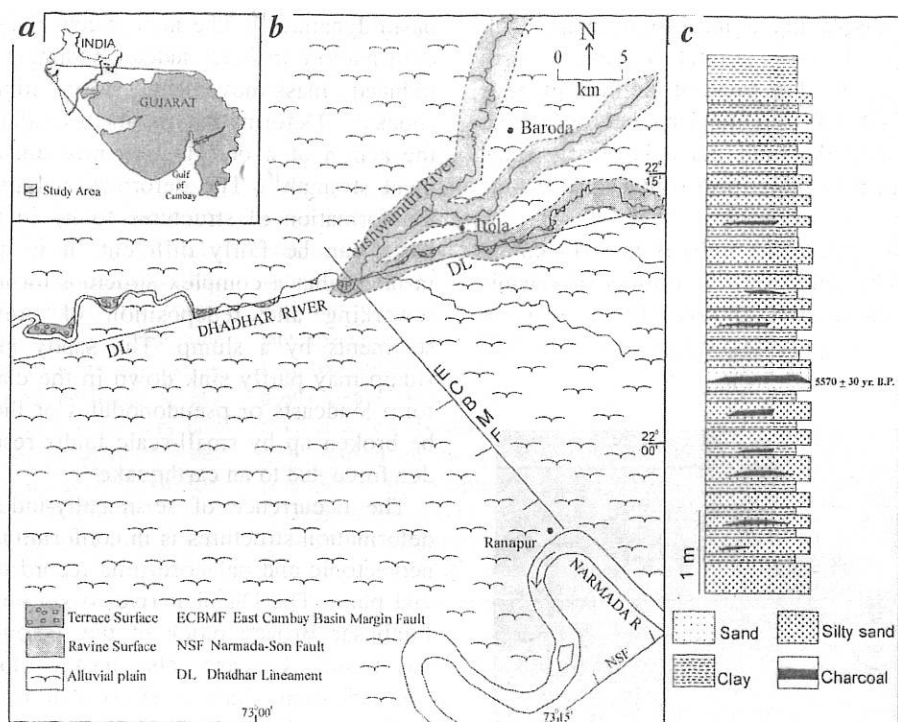 a
INDIA
GUJARAT
Gulf
of
Cambay
Study Area
b
N
0 5
km
Baroda
22°
15'
Vishwamitri River
Itola
DL
DHADHAR RIVER
DL
ECBMF
22°
00'
Ranapur
NARMADA R
NSF
Terrace Surface ECBMF East Cambay Basin Margin Fault
Ravine Surface NSF Narmada-Son Fault
Alluvial plain DL Dhadhar Lineament
73°00'
73°15'
c
5570 ± 30 yr. B.P.
1 m
Sand Silty sand
Clay Charcoal